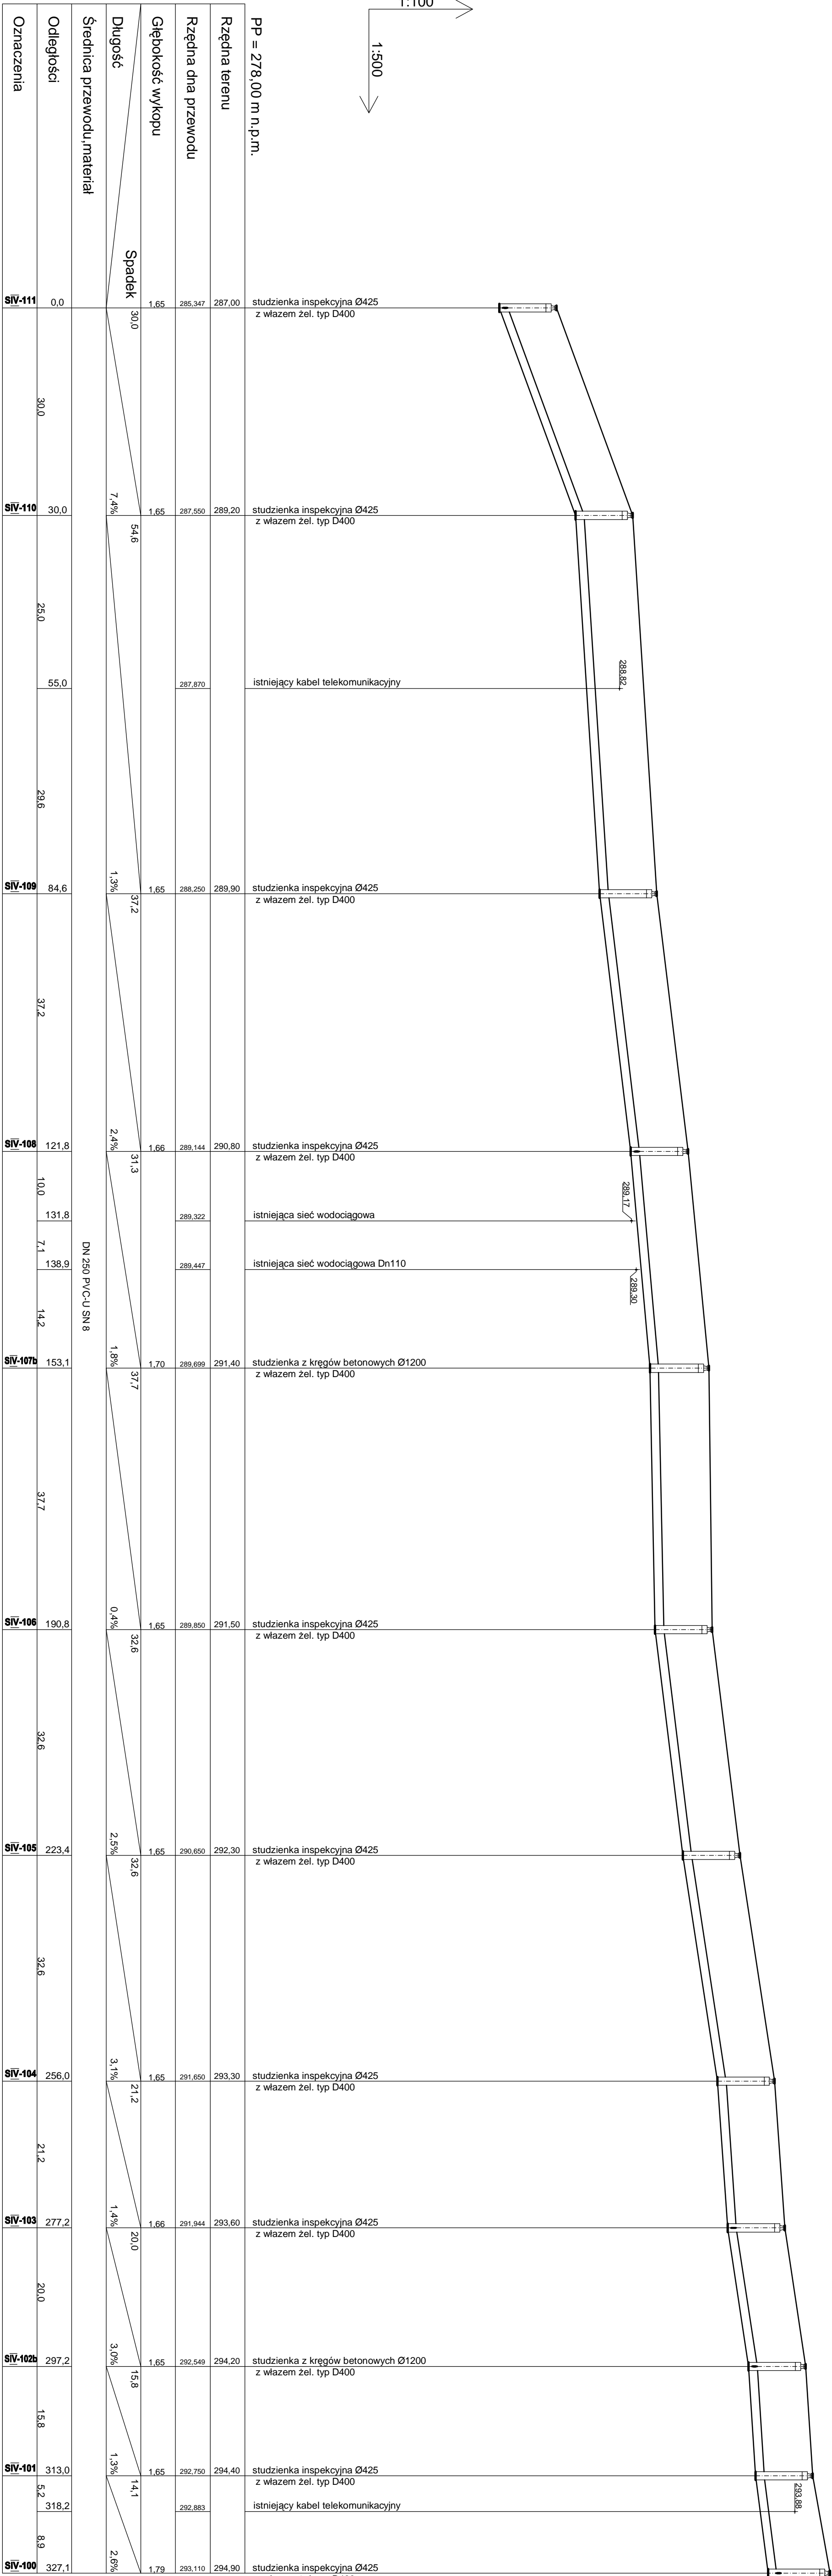 1:100
1:500
PP = 278,00 m n.p.m.
Rzędna terenu
Rzędna dna przewodu
Głębokość wykopu
Spadek
Długość
Średnica przewodu,materiał
Odległości
Oznaczenia
SIV-111 0,0 1,65 285,347 287,00 studzienka inspekcyjna Ø425
z włazem żel. typ D400
30,0
30,0
7,4%
SIV-110 30,0 1,65 287,550 289,20 studzienka inspekcyjna Ø425
z włazem żel. typ D400
54,6
25,0
288,82
55,0 287,870 istniejący kabel telekomunikacyjny
29,6
1,3%
SIV-109 84,6 1,65 288,250 289,90 studzienka inspekcyjna Ø425
z włazem żel. typ D400
37,2
37,2
2,4%
SIV-108 121,8 1,66 289,144 290,80 studzienka inspekcyjna Ø425
z włazem żel. typ D400
31,3
10,0
289,17
131,8 289,322 istniejąca sieć wodociągowa
7,1
138,9 289,447 istniejąca sieć wodociągowa Dn110
289,30
DN 250 PVC-U SN 8
14,2
1,8%
SIV-107b 153,1 1,70 289,699 291,40 studzienka z kręgów betonowych Ø1200
z włazem żel. typ D400
37,7
37,7
0,4%
SIV-106 190,8 1,65 289,850 291,50 studzienka inspekcyjna Ø425
z włazem żel. typ D400
32,6
32,6
2,5%
SIV-105 223,4 1,65 290,650 292,30 studzienka inspekcyjna Ø425
z włazem żel. typ D400
32,6
32,6
3,1%
SIV-104 256,0 1,65 291,650 293,30 studzienka inspekcyjna Ø425
z włazem żel. typ D400
21,2
21,2
1,4%
SIV-103 277,2 1,66 291,944 293,60 studzienka inspekcyjna Ø425
z włazem żel. typ D400
20,0
20,0
3,0%
SIV-102b 297,2 1,65 292,549 294,20 studzienka z kręgów betonowych Ø1200
z włazem żel. typ D400
15,8
15,8
1,3%
SIV-101 313,0 1,65 292,750 294,40 studzienka inspekcyjna Ø425
z włazem żel. typ D400
14,1
5,2
293,88
318,2 292,883 istniejący kabel telekomunikacyjny
8,9
2,6%
SIV-100 327,1 1,79 293,110 294,90 studzienka inspekcyjna Ø425